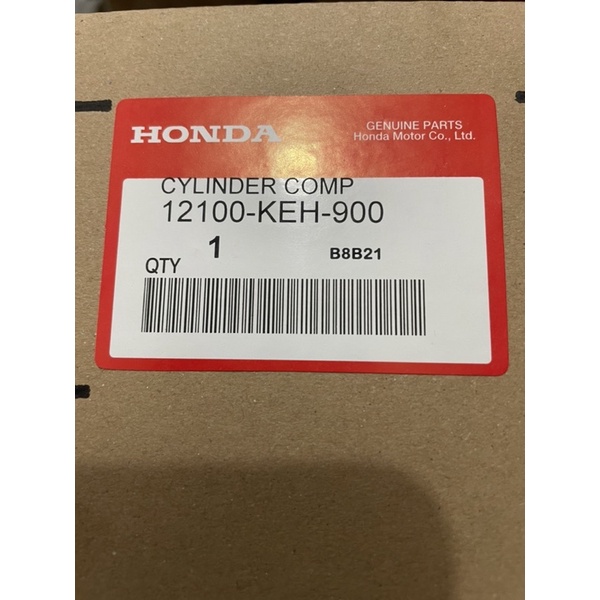 HONDA
GENUINE PARTS
Honda Motor Co., Ltd.
CYLINDER COMP
12100-KEH-900
1
B8B21
QTY